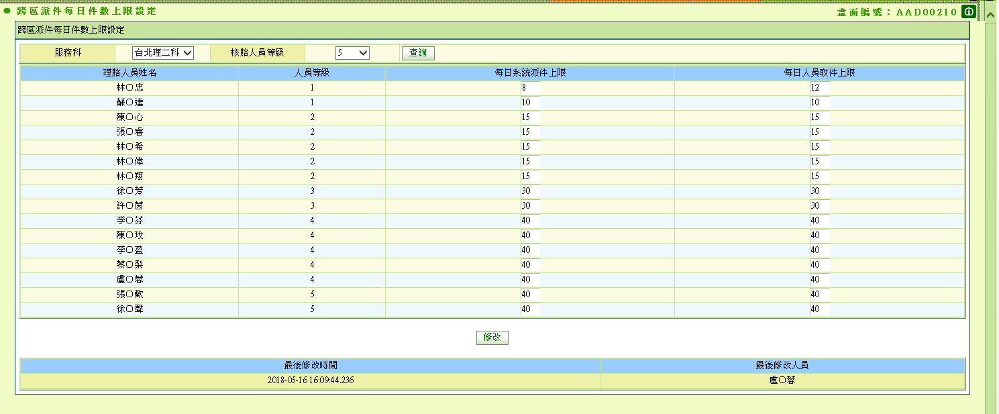 跨區派件每日件數上限設定
畫面編號：AAD00210
跨區派件每日件數上限設定
服務科 台北理二科 核賠人員等級 5 查詢
理賠人員姓名 人員等級 每日系統派件上限 每日人員取件上限
林〇忠 1 8 12
蘇〇達 1 10 10
陳〇心 2 15 15
張〇睿 2 15 15
林〇希 2 15 15
林〇偉 2 15 15
林〇翔 2 15 15
徐〇芳 3 30 30
許〇茵 3 30 30
李〇芬 4 40 40
陳〇玫 4 40 40
李〇盈 4 40 40
蔡〇梨 4 40 40
盧〇蓉 4 40 40
張〇歡 5 40 40
徐〇聲 5 40 40
修改
最後修改時間 最後修改人員
2018-05-16 16:09:44.236 盧〇蓉